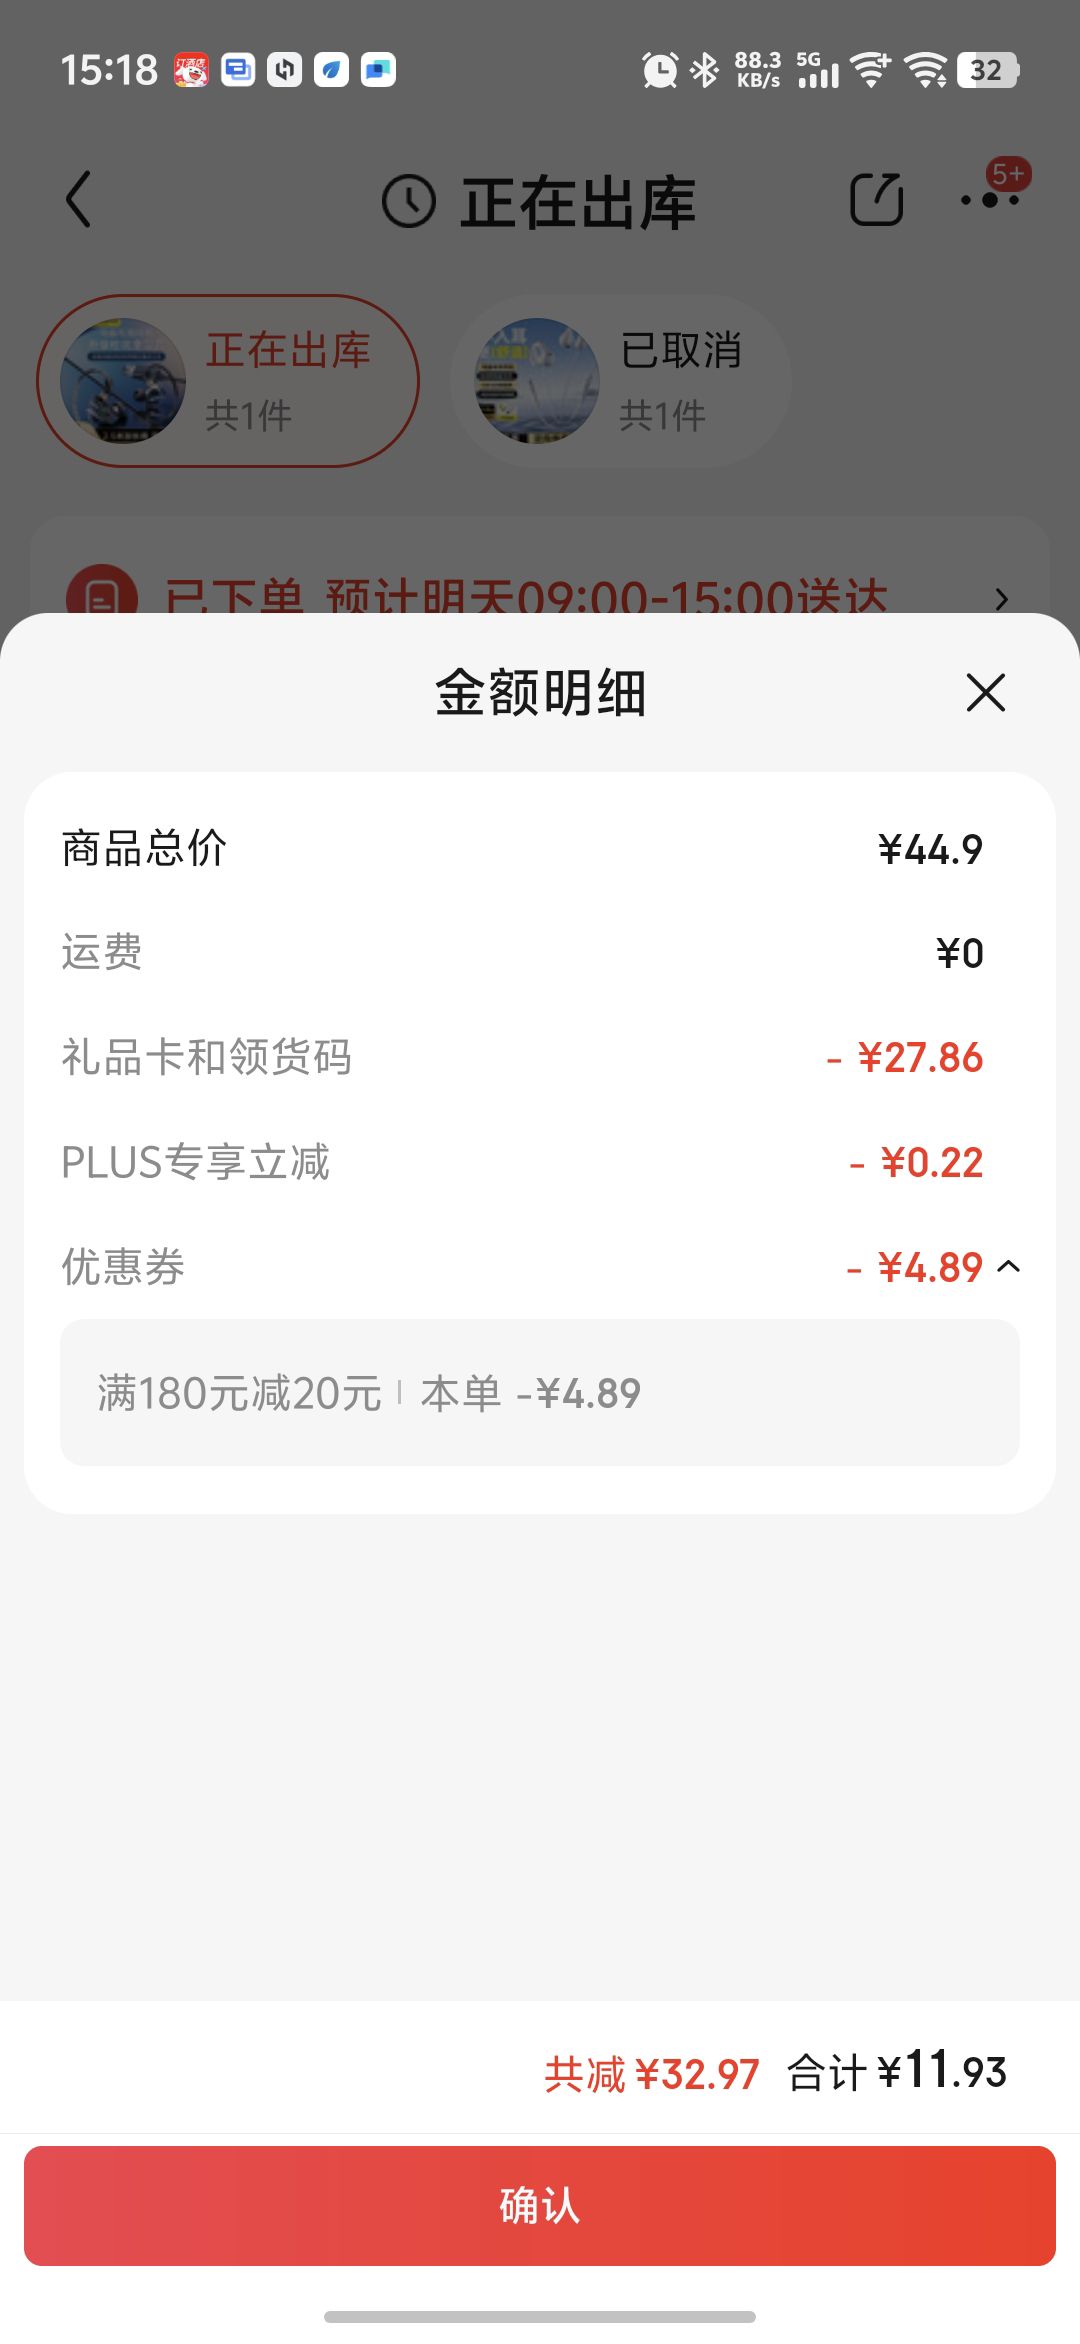 15:18
88.3 KB/s 5G 32
正在出库
5+
正在出库
共1件
已取消
共1件
已下单 预计明天09:00-15:00送达
金额明细
商品总价 ¥44.9
运费 ¥0
礼品卡和领货码 - ¥27.86
PLUS专享立减 - ¥0.22
优惠券 - ¥4.89
满180元减20元 | 本单 -¥4.89
共减 ¥32.97 合计 ¥11.93
确认